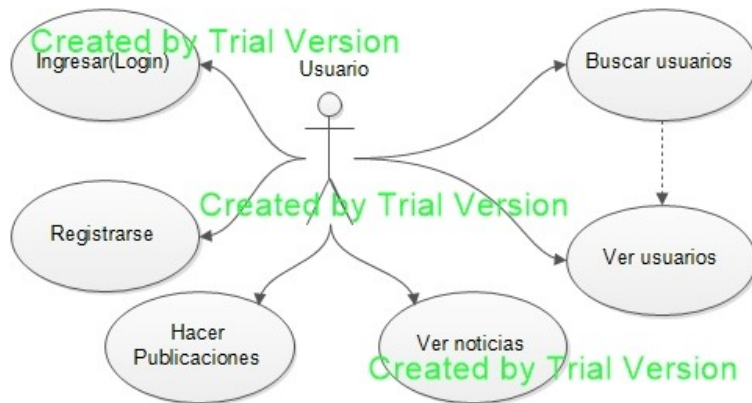 Created by Trial Version
Ingresar(Login)
Usuario
Buscar usuarios
Created by Trial Version
Registrarse
Ver usuarios
Hacer
Publicaciones
Ver noticias
Created by Trial Version